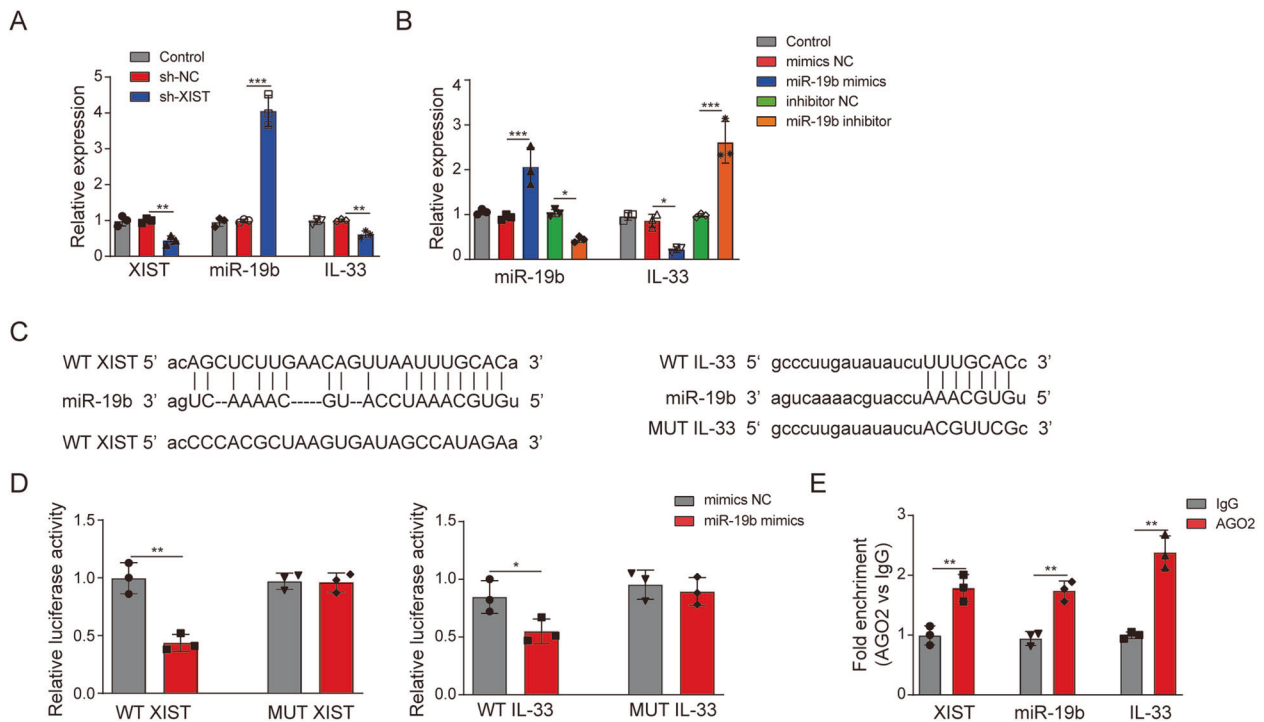 A
Control
sh-NC
sh-XIST
Relative expression
5
4
3
2
1
0
**
***
**
XIST miR-19b IL-33
B
Control
mimics NC
miR-19b mimics
inhibitor NC
miR-19b inhibitor
Relative expression
4
3
2
1
0
***
*
*
***
miR-19b IL-33
C
WT XIST 5’ acAGCUCUUGAACAGUUAAUUUGCACa 3’
miR-19b 3’ agUC--AAAAC-----GU--ACCUAAACGUGu 5’
WT XIST 5’ acCCCACGCUAAGUGAUAGCCAUAGAa 3’
WT IL-33 5‘ gcccuugauauaucuUUUGCACc 3’
miR-19b 3’ agucaaaacguaccuAAACGUGu 5’
MUT IL-33 5‘ gcccuugauauaucuACGUUCGc 3’
D
Relative luciferase activity
1.5
1.0
0.5
0.0
**
WT XIST MUT XIST
mimics NC
miR-19b mimics
Relative luciferase activity
1.5
1.0
0.5
0.0
*
WT IL-33 MUT IL-33
E
IgG
AGO2
Fold enchriment
(AGO2 vs IgG)
3
2
1
0
**
**
**
XIST miR-19b IL-33